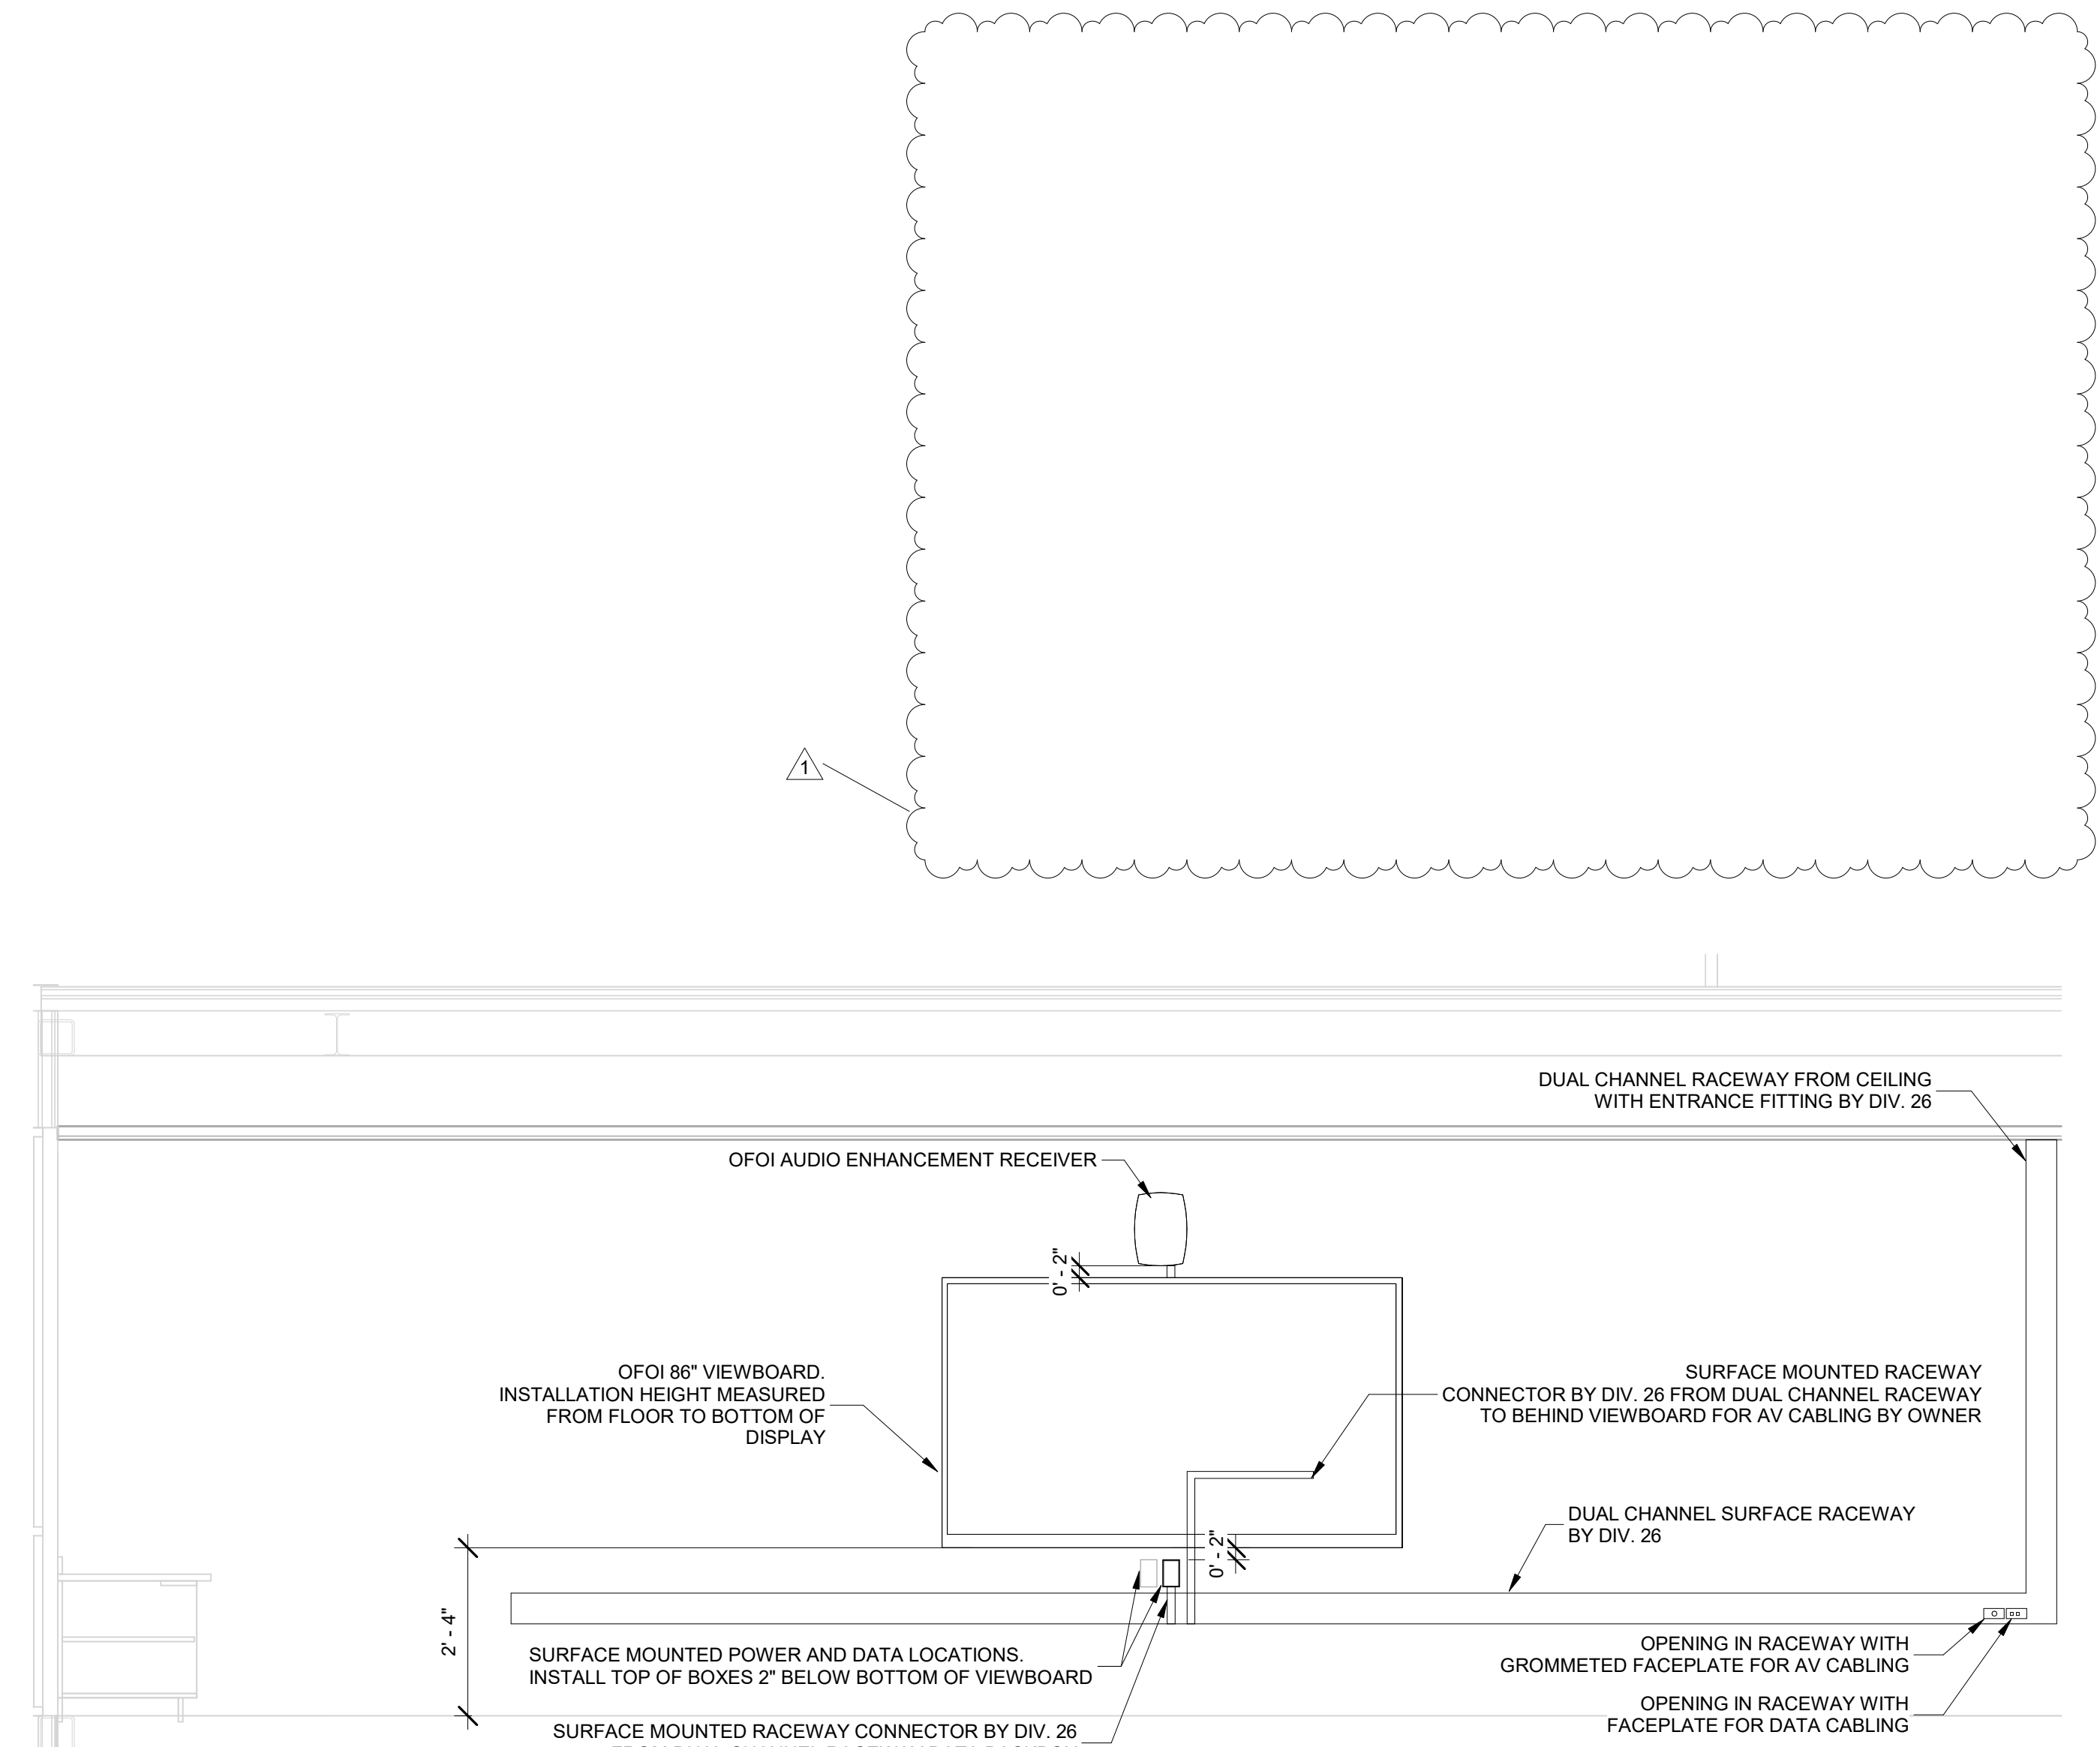 1
DUAL CHANNEL RACEWAY FROM CEILING
WITH ENTRANCE FITTING BY DIV. 26
OFOI AUDIO ENHANCEMENT RECEIVER
0' - 2"
OFOI 86" VIEWBOARD.
INSTALLATION HEIGHT MEASURED
FROM FLOOR TO BOTTOM OF
DISPLAY
SURFACE MOUNTED RACEWAY
CONNECTOR BY DIV. 26 FROM DUAL CHANNEL RACEWAY
TO BEHIND VIEWBOARD FOR AV CABLING BY OWNER
DUAL CHANNEL SURFACE RACEWAY
BY DIV. 26
0' - 2"
2' - 4"
SURFACE MOUNTED POWER AND DATA LOCATIONS.
INSTALL TOP OF BOXES 2" BELOW BOTTOM OF VIEWBOARD
OPENING IN RACEWAY WITH
GROMMETED FACEPLATE FOR AV CABLING
OPENING IN RACEWAY WITH
FACEPLATE FOR DATA CABLING
SURFACE MOUNTED RACEWAY CONNECTOR BY DIV. 26